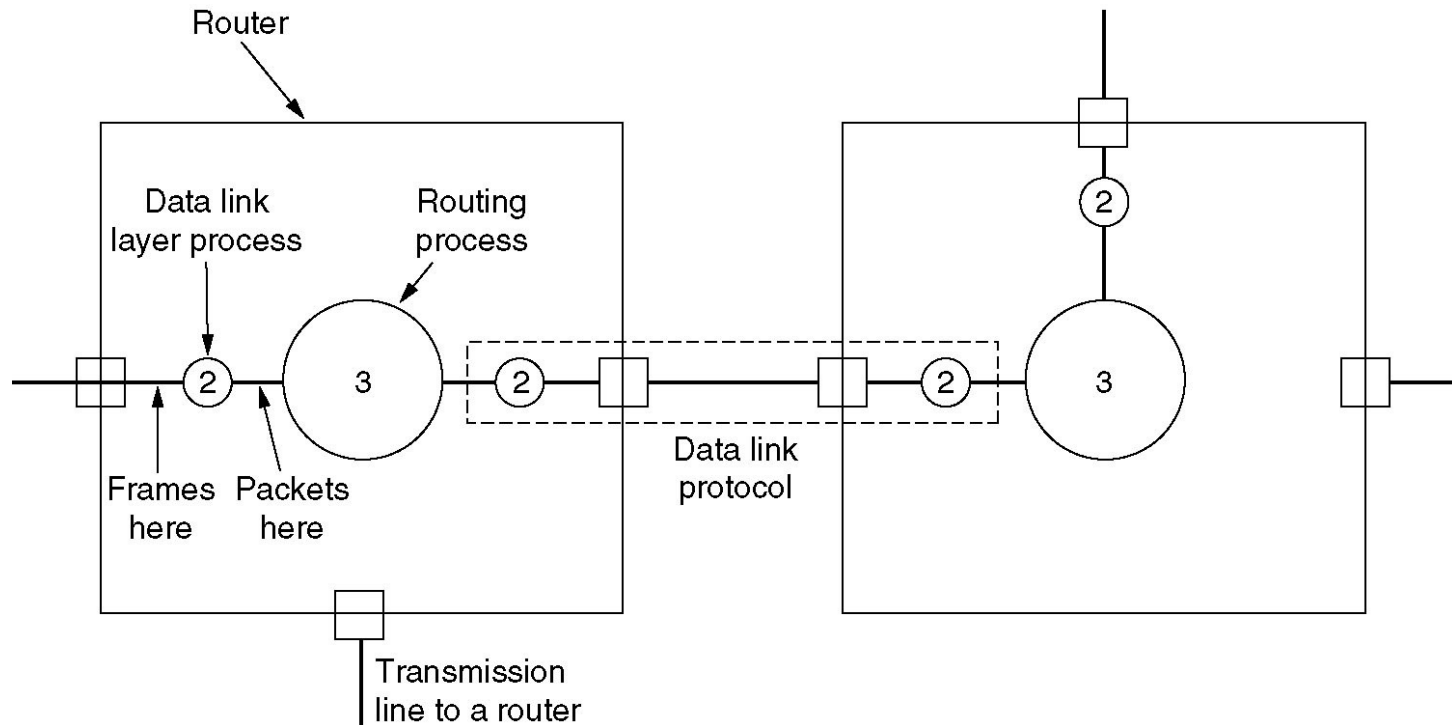 Router
Data link
layer process
Routing
process
2
2
3
2
2
3
Frames
here
Packets
here
Data link
protocol
Transmission
line to a router